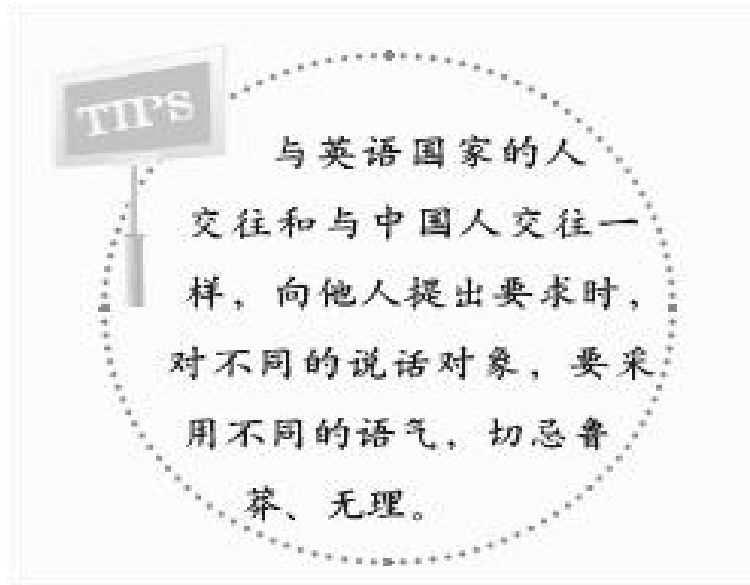 TIPS
与英语国家的人
交往和与中国人交往一
样，向他人提出要求时，
对不同的说话对象，要采
用不同的语气，切忌鲁
莽、无理。